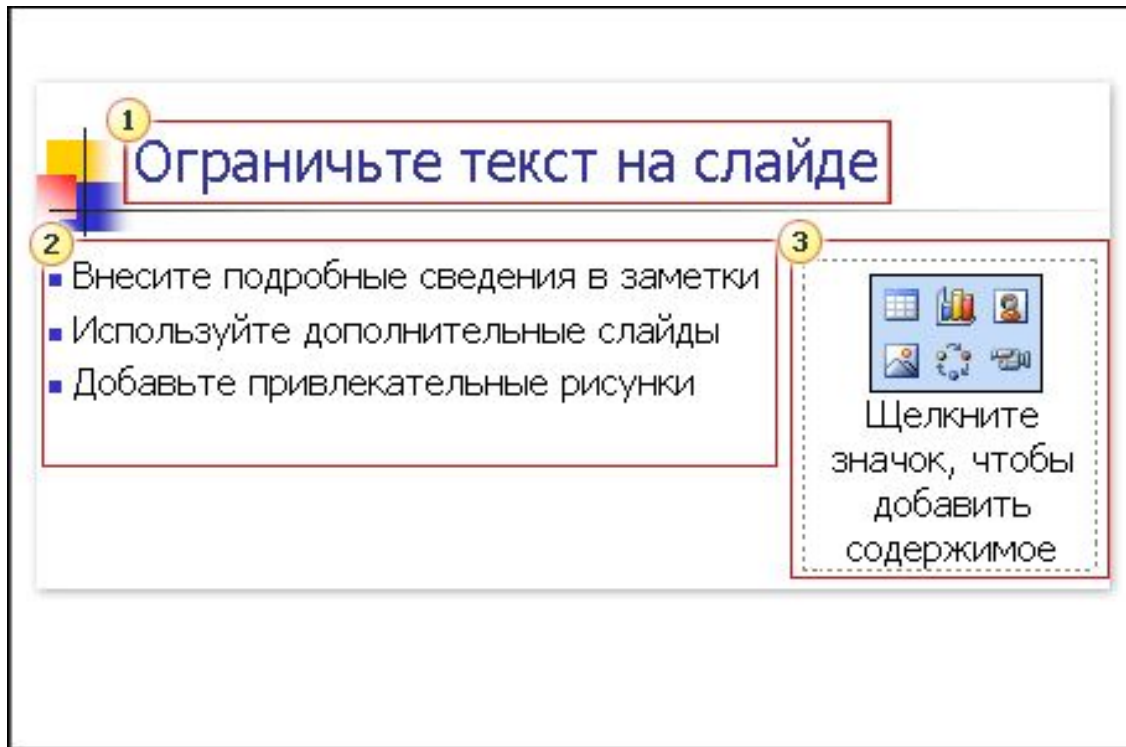 1
Ограничьте текст на слайде
2
Внесите подробные сведения в заметки
Используйте дополнительные слайды
Добавьте привлекательные рисунки
3
Щелкните
значок, чтобы
добавить
содержимое